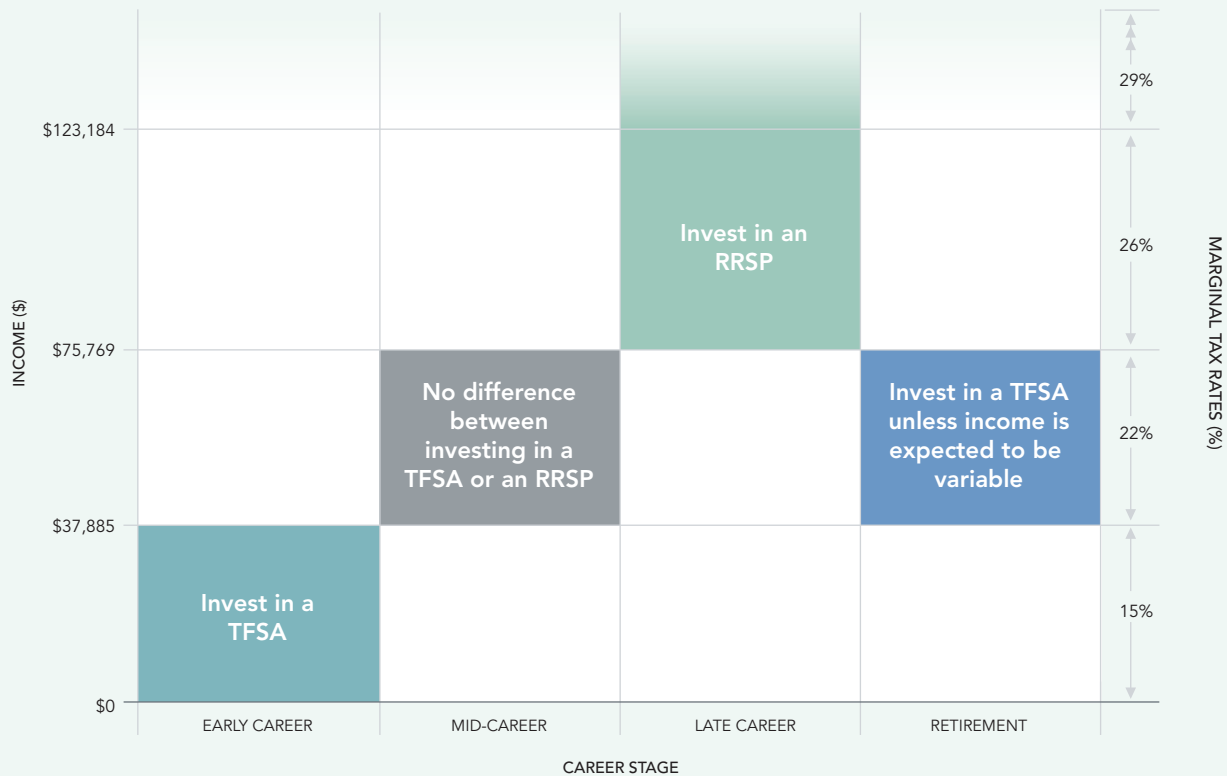 29%
$123,184
Invest in an
RRSP
26%
INCOME ($)
MARGINAL TAX RATES (%)
$75,769
No difference
between
investing in a
TFSA or an RRSP
Invest in a TFSA
unless income is
expected to be
variable
22%
$37,885
Invest in a
TFSA
15%
$0
EARLY CAREER
MID-CAREER
LATE CAREER
RETIREMENT
CAREER STAGE